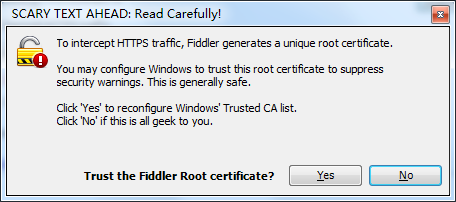 SCARY TEXT AHEAD: Read Carefully!
To intercept HTTPS traffic, Fiddler generates a unique root certificate.
You may configure Windows to trust this root certificate to suppress
security warnings. This is generally safe.
Click 'Yes' to reconfigure Windows' Trusted CA list.
Click 'No' if this is all geek to you.
Trust the Fiddler Root certificate?
Yes
No